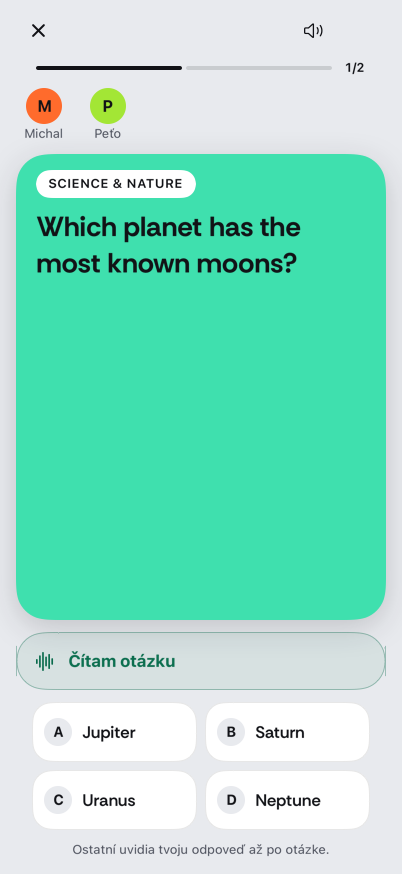 1/2
M
P
Michal
Peťo
SCIENCE & NATURE
Which planet has the
most known moons?
Čítam otázku
A Jupiter
B Saturn
C Uranus
D Neptune
Ostatní uvidia tvoju odpoveď až po otázke.